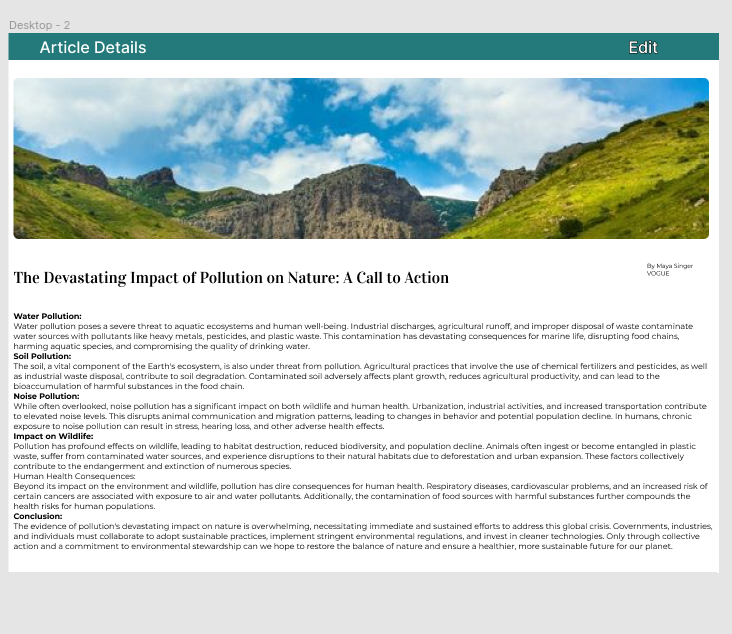 Desktop - 2
Article Details
Edit
The Devastating Impact of Pollution on Nature: A Call to Action
By Maya Singer
VOGUE
Water Pollution:
Water pollution poses a severe threat to aquatic ecosystems and human well-being. Industrial discharges, agricultural runoff, and improper disposal of waste contaminate
water sources with pollutants like heavy metals, pesticides, and plastic waste. This contamination has devastating consequences for marine life, disrupting food chains,
harming aquatic species, and compromising the quality of drinking water.
Soil Pollution:
The soil, a vital component of the Earth's ecosystem, is also under threat from pollution. Agricultural practices that involve the use of chemical fertilizers and pesticides, as well
as industrial waste disposal, contribute to soil degradation. Contaminated soil adversely affects plant growth, reduces agricultural productivity, and can lead to the
bioaccumulation of harmful substances in the food chain.
Noise Pollution:
While often overlooked, noise pollution has a significant impact on both wildlife and human health. Urbanization, industrial activities, and increased transportation contribute
to elevated noise levels. This disrupts animal communication and migration patterns, leading to changes in behavior and potential population decline. In humans, chronic
exposure to noise pollution can result in stress, hearing loss, and other adverse health effects.
Impact on Wildlife:
Pollution has profound effects on wildlife, leading to habitat destruction, reduced biodiversity, and population decline. Animals often ingest or become entangled in plastic
waste, suffer from contaminated water sources, and experience disruptions to their natural habitats due to deforestation and urban expansion. These factors collectively
contribute to the endangerment and extinction of numerous species.
Human Health Consequences:
Beyond its impact on the environment and wildlife, pollution has dire consequences for human health. Respiratory diseases, cardiovascular problems, and an increased risk of
certain cancers are associated with exposure to air and water pollutants. Additionally, the contamination of food sources with harmful substances further compounds the
health risks for human populations.
Conclusion:
The evidence of pollution's devastating impact on nature is overwhelming, necessitating immediate and sustained efforts to address this global crisis. Governments, industries,
and individuals must collaborate to adopt sustainable practices, implement stringent environmental regulations, and invest in cleaner technologies. Only through collective
action and a commitment to environmental stewardship can we hope to restore the balance of nature and ensure a healthier, more sustainable future for our planet.